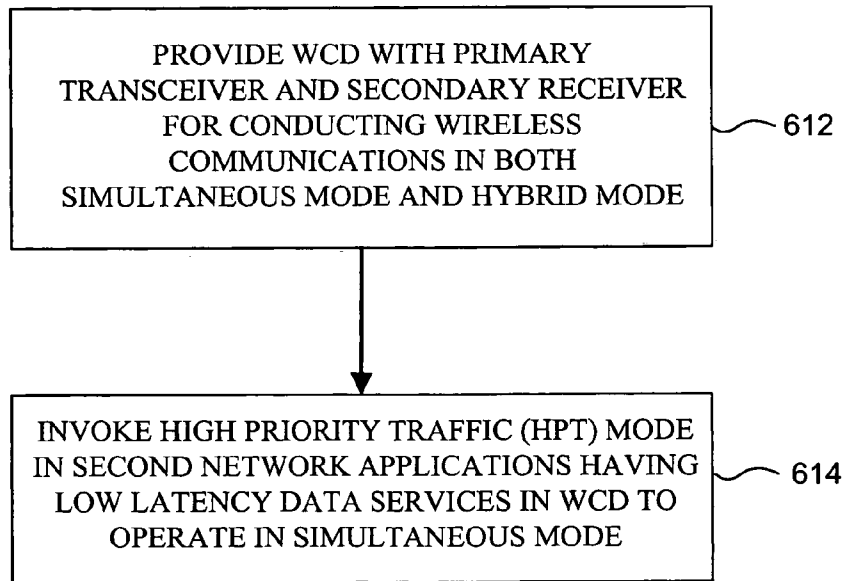 PROVIDE WCD WITH PRIMARY
TRANSCEIVER AND SECONDARY RECEIVER
FOR CONDUCTING WIRELESS
COMMUNICATIONS IN BOTH
SIMULTANEOUS MODE AND HYBRID MODE
612
INVOKE HIGH PRIORITY TRAFFIC (HPT) MODE
IN SECOND NETWORK APPLICATIONS HAVING
LOW LATENCY DATA SERVICES IN WCD TO
OPERATE IN SIMULTANEOUS MODE
614